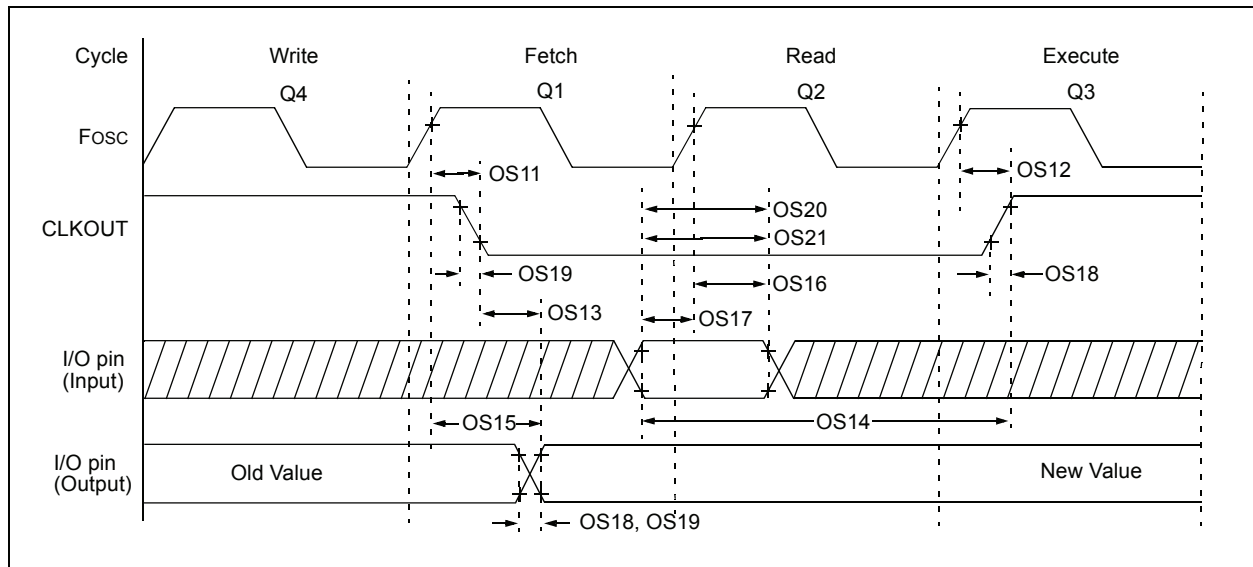 Cycle Write Fetch Read Execute
Q4 Q1 Q2 Q3
FOSC
OS11 OS12
OS20
CLKOUT
OS21
OS19 OS16 OS18
OS13 OS17
I/O pin
(Input)
OS15 OS14
I/O pin
(Output)
Old Value New Value
OS18, OS19